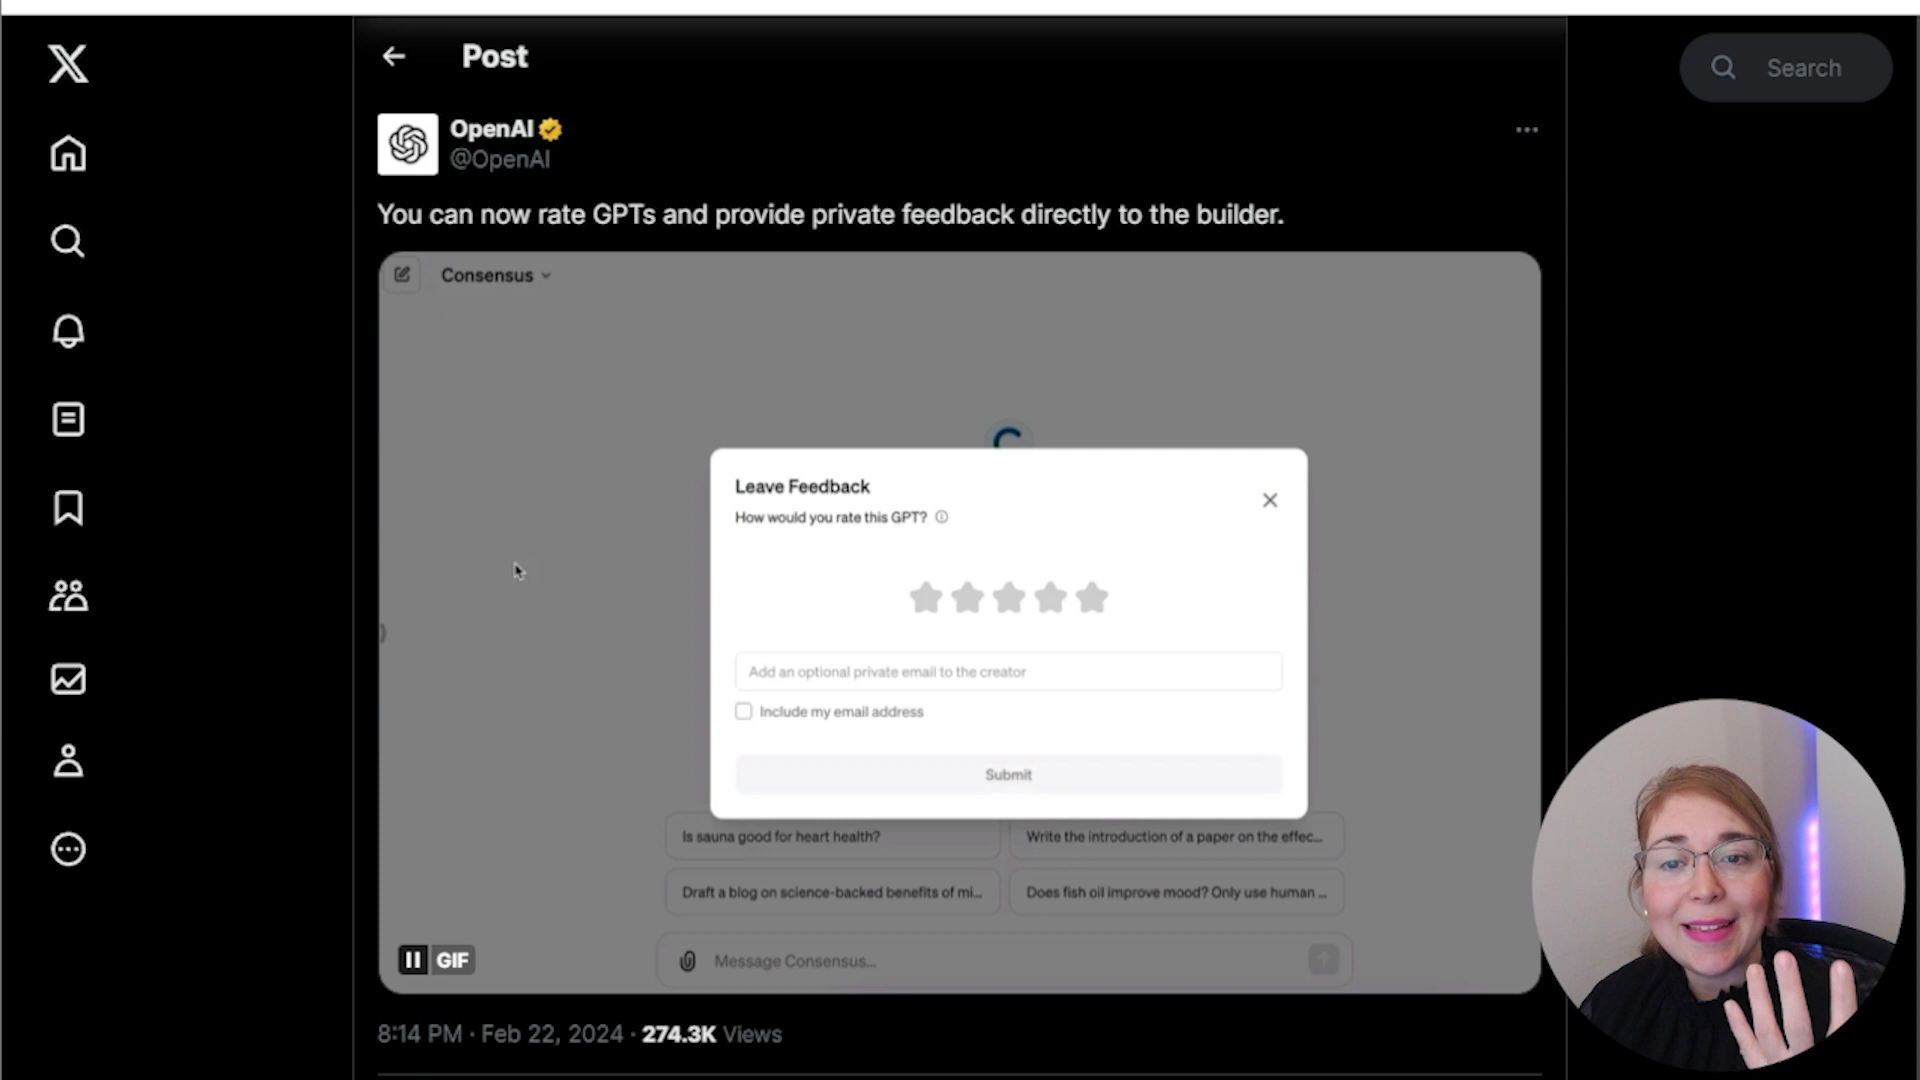 Post
Search
OpenAI
@OpenAI
You can now rate GPTs and provide private feedback directly to the builder.
Consensus
Leave Feedback
How would you rate this GPT?
Add an optional private email to the creator
Include my email address
Submit
Is sauna good for heart health?
Write the introduction of a paper on the effec...
Draft a blog on science-backed benefits of mi...
Does fish oil improve mood? Only use human ...
GIF
Message Consensus...
8:14 PM · Feb 22, 2024 · 274.3K Views